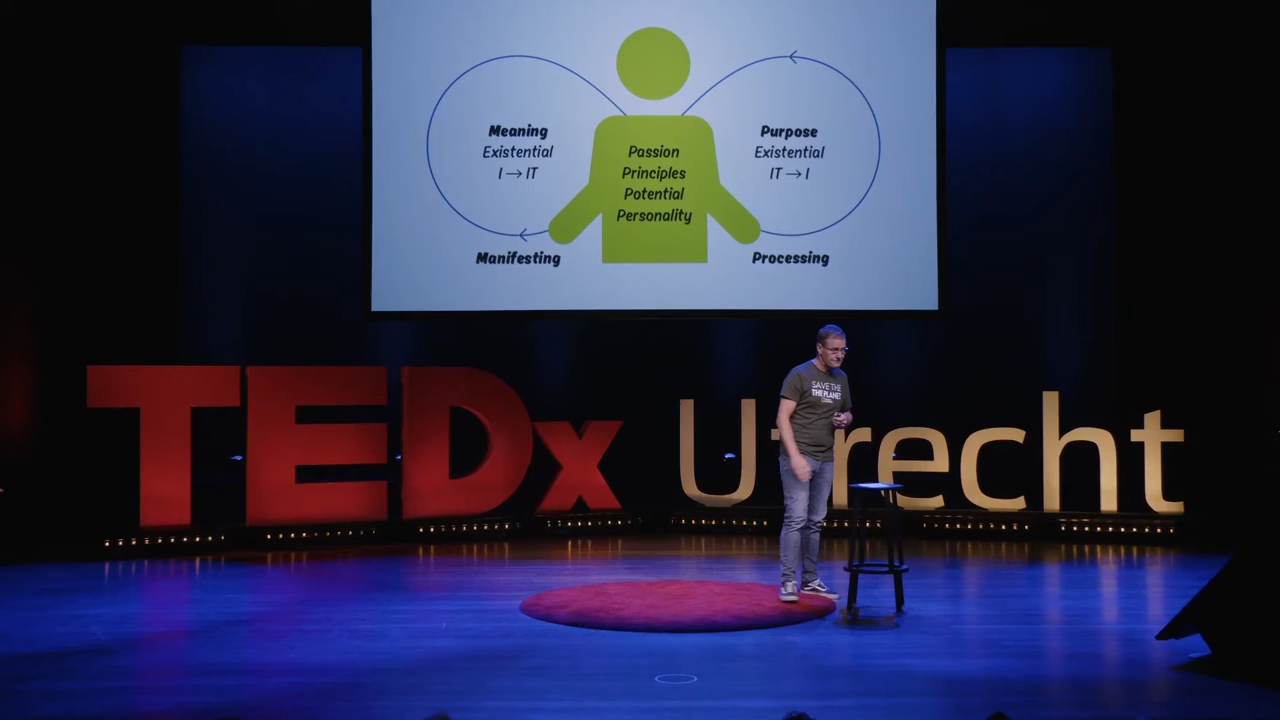 Meaning
Existential
I → IT
Passion
Principles
Potential
Personality
Purpose
Existential
IT → I
Manifesting
Processing
TEDx Utrecht
SAVE THE
THE PLANET